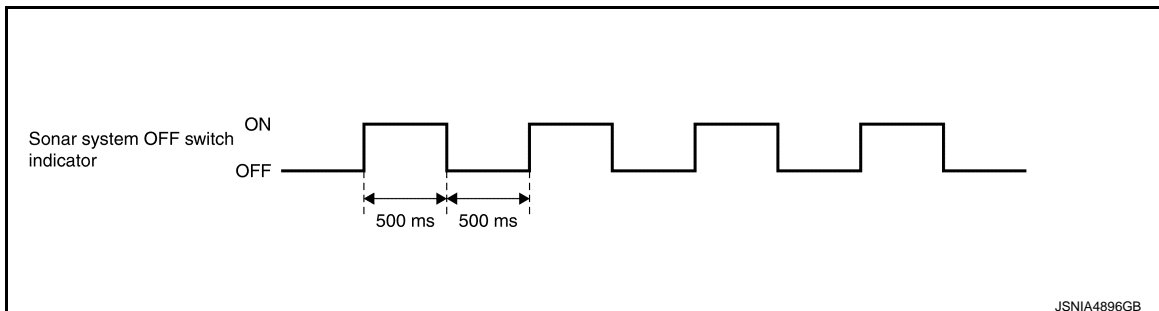 Sonar system OFF switch
indicator
ON
OFF
500 ms
500 ms
JSNIA4896GB